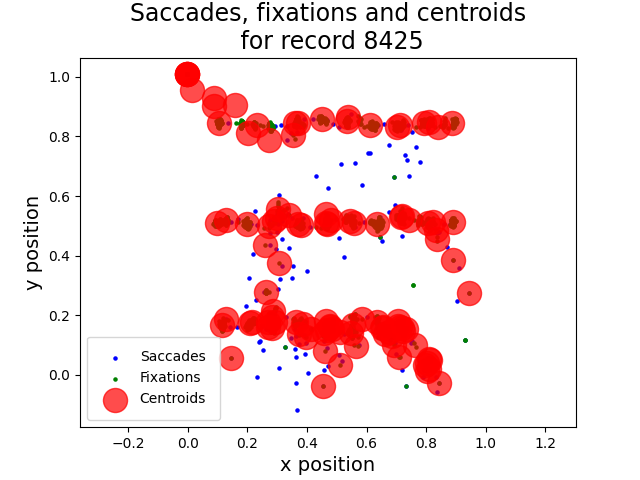 Saccades, fixations and centroids
for record 8425
y position
1.0
0.8
0.6
0.4
0.2
0.0
Saccades
Fixations
Centroids
−0.2 0.0 0.2 0.4 0.6 0.8 1.0 1.2
x position